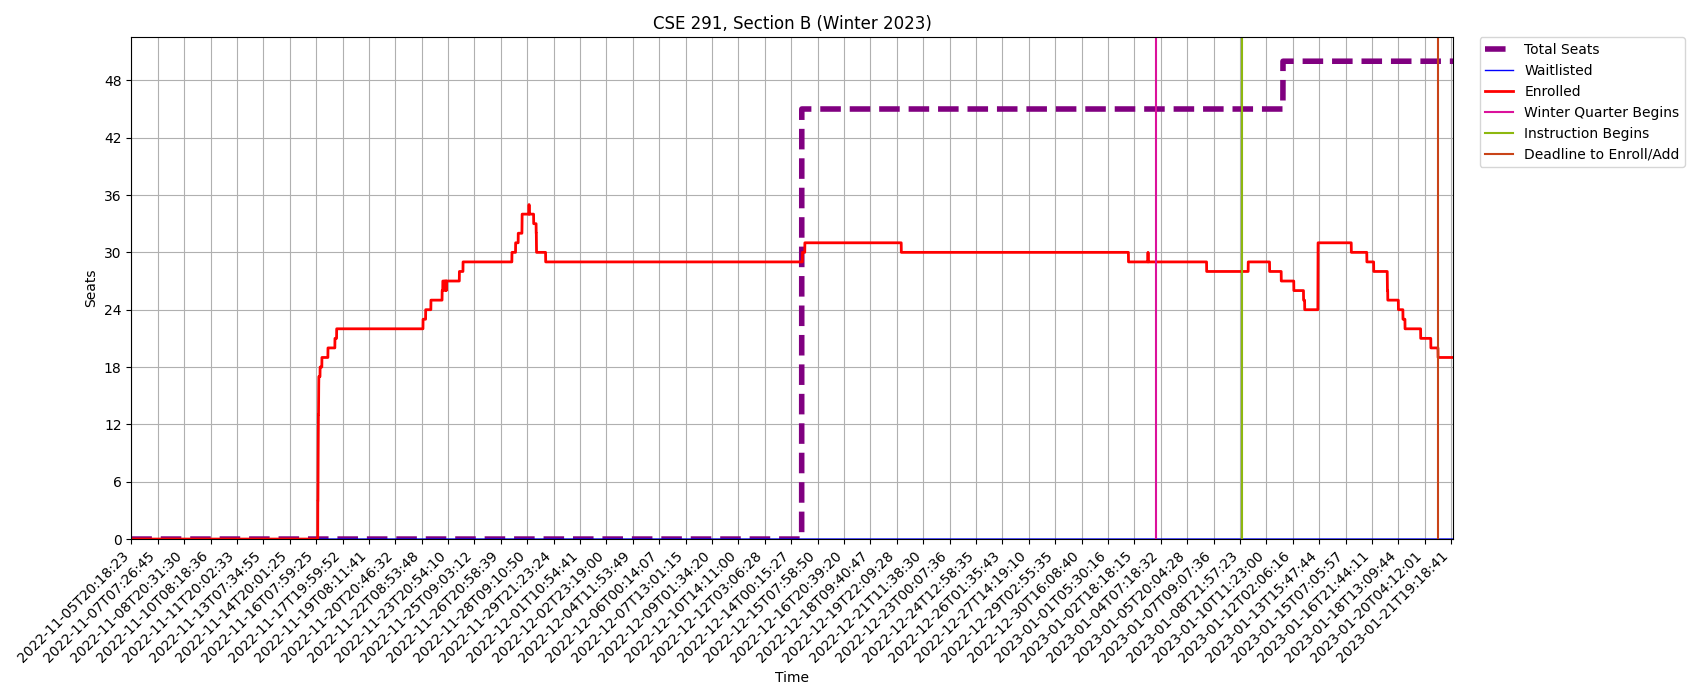 CSE 291, Section B (Winter 2023)
Total Seats
Waitlisted
Enrolled
Winter Quarter Begins
Instruction Begins
Deadline to Enroll/Add
Seats
48
42
36
30
24
18
12
6
0
2022-11-05T20:18:23
2022-11-07T07:26:45
2022-11-08T20:31:30
2022-11-10T08:18:36
2022-11-11T20:02:33
2022-11-13T07:34:55
2022-11-14T20:01:25
2022-11-16T07:59:25
2022-11-17T19:59:52
2022-11-19T08:11:41
2022-11-20T20:46:32
2022-11-22T08:53:48
2022-11-23T20:54:10
2022-11-25T09:03:12
2022-11-26T20:58:39
2022-11-28T09:10:50
2022-11-29T21:23:24
2022-12-01T10:54:41
2022-12-02T23:19:00
2022-12-04T11:53:49
2022-12-06T00:14:07
2022-12-07T13:01:15
2022-12-09T01:34:20
2022-12-10T14:11:00
2022-12-12T03:06:28
2022-12-14T00:15:27
2022-12-15T07:58:50
2022-12-16T20:39:20
2022-12-18T09:40:47
2022-12-19T22:09:28
2022-12-21T11:38:30
2022-12-23T00:07:36
2022-12-24T12:58:35
2022-12-26T01:35:43
2022-12-27T14:19:10
2022-12-29T02:55:35
2022-12-30T16:08:40
2023-01-01T05:30:16
2023-01-02T18:18:15
2023-01-04T07:18:32
2023-01-05T20:04:28
2023-01-07T09:07:36
2023-01-08T21:57:23
2023-01-10T11:23:00
2023-01-12T02:06:16
2023-01-13T15:47:44
2023-01-15T07:05:57
2023-01-16T21:44:11
2023-01-18T13:09:44
2023-01-20T04:12:01
2023-01-21T19:18:41
Time